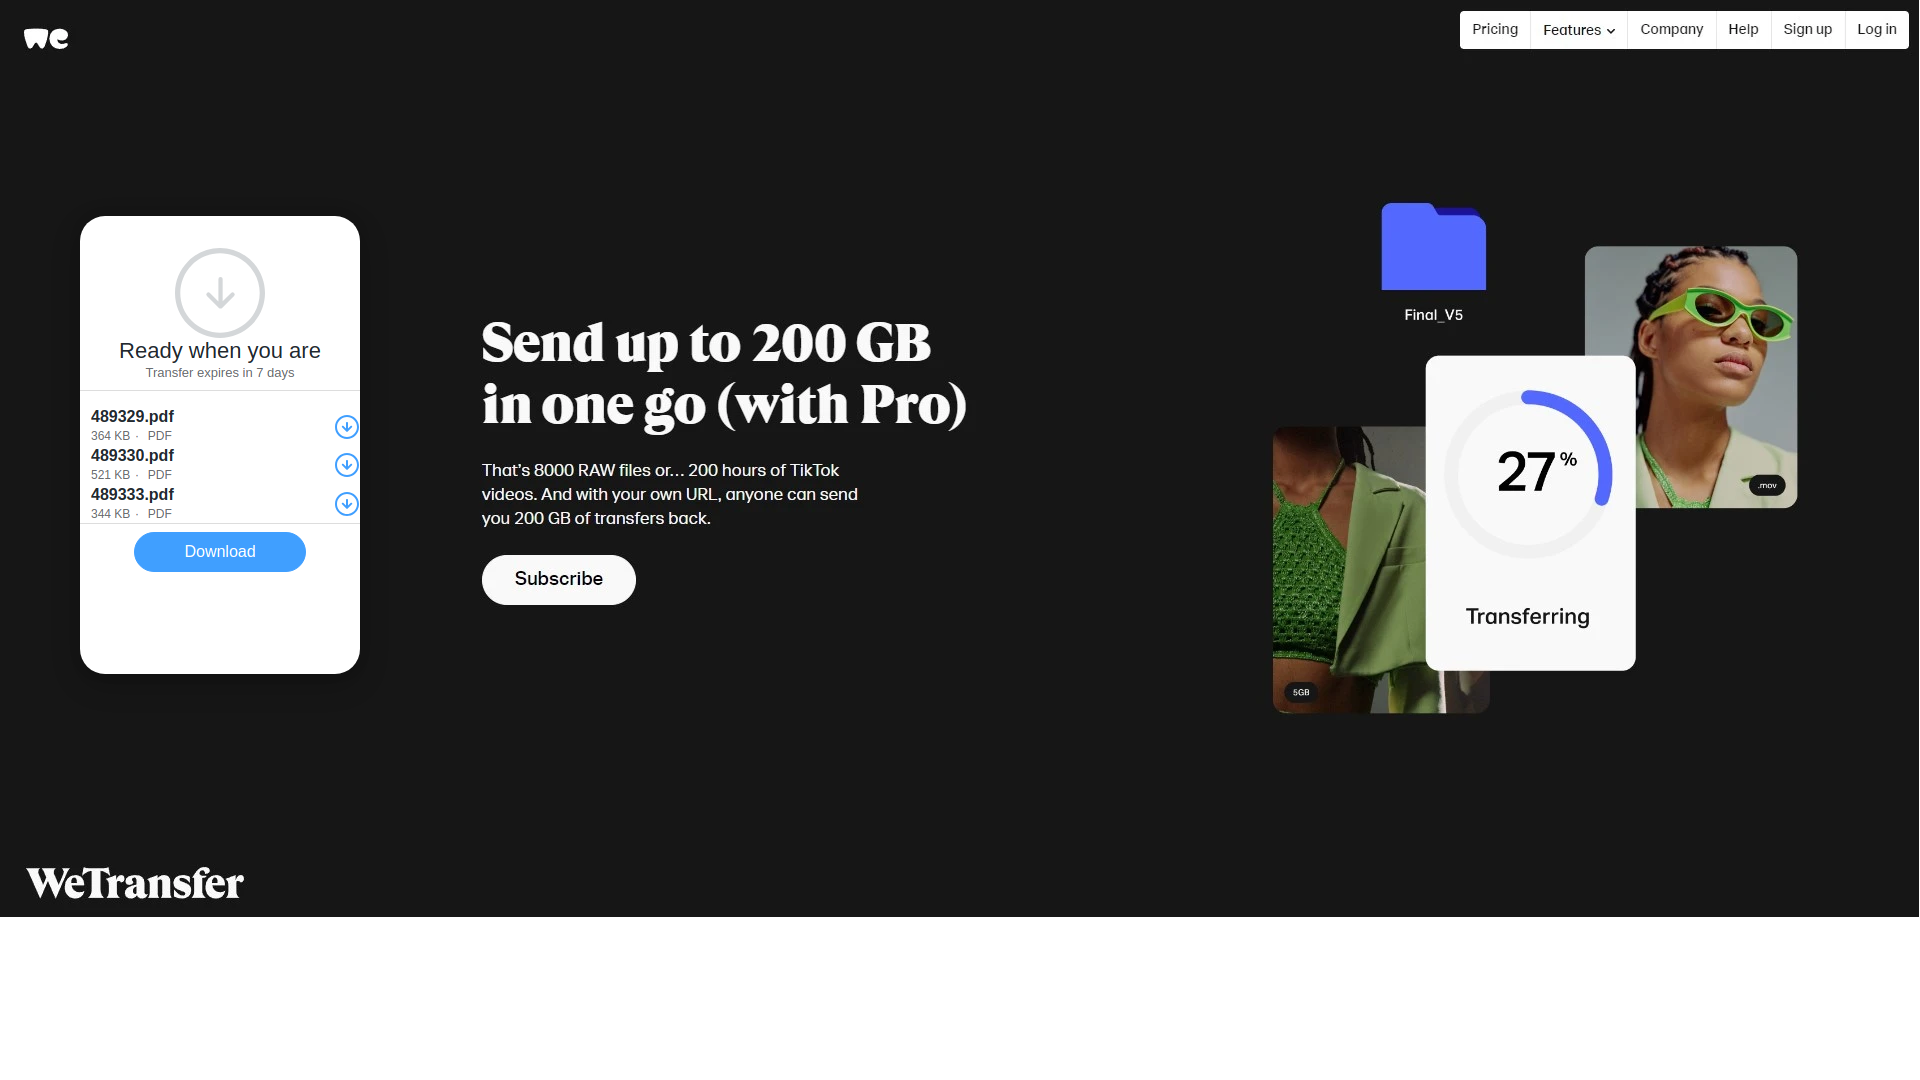 we
Pricing
Features
Company
Help
Sign up
Log in
Ready when you are
Transfer expires in 7 days
489329.pdf
364 KB · PDF
489330.pdf
521 KB · PDF
489333.pdf
344 KB · PDF
Download
Send up to 200 GB
in one go (with Pro)
That's 8000 RAW files or… 200 hours of TikTok
videos. And with your own URL, anyone can send
you 200 GB of transfers back.
Subscribe
Final_V5
.mov
27%
Transferring
5GB
WeTransfer